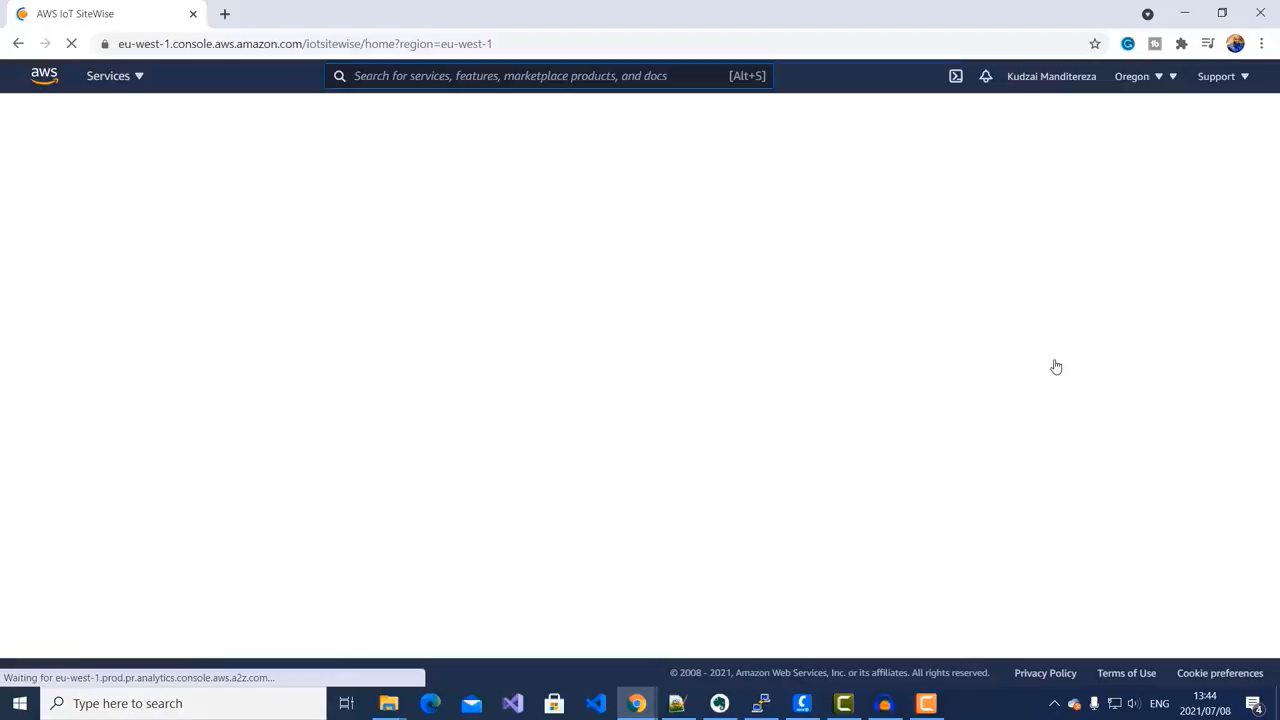 AWS IoT SiteWise
eu-west-1.console.aws.amazon.com/iotsitewise/home?region=eu-west-1
aws
Services
Search for services, features, marketplace products, and docs
[Alt+S]
Kudzai Manditereza
Oregon
Support
Waiting for eu-west-1.prod.pr.analytics.console.aws.a2z.com...
© 2008 - 2021, Amazon Web Services, Inc. or its affiliates. All rights reserved.
Privacy Policy
Terms of Use
Cookie preferences
Type here to search
ENG
13:44
2021/07/08
4